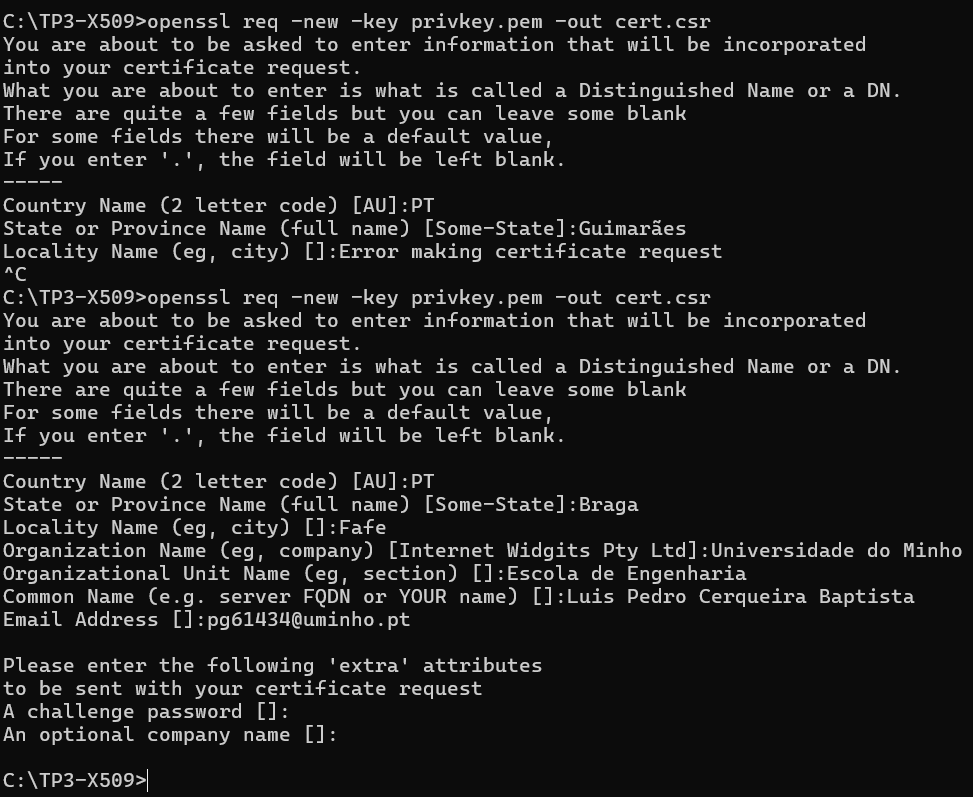 C:\TP3-X509>openssl req -new -key privkey.pem -out cert.csr
You are about to be asked to enter information that will be incorporated
into your certificate request.
What you are about to enter is what is called a Distinguished Name or a DN.
There are quite a few fields but you can leave some blank
For some fields there will be a default value,
If you enter '.', the field will be left blank.
-----
Country Name (2 letter code) [AU]:PT
State or Province Name (full name) [Some-State]:Guimarães
Locality Name (eg, city) []:Error making certificate request
^C
C:\TP3-X509>openssl req -new -key privkey.pem -out cert.csr
You are about to be asked to enter information that will be incorporated
into your certificate request.
What you are about to enter is what is called a Distinguished Name or a DN.
There are quite a few fields but you can leave some blank
For some fields there will be a default value,
If you enter '.', the field will be left blank.
-----
Country Name (2 letter code) [AU]:PT
State or Province Name (full name) [Some-State]:Braga
Locality Name (eg, city) []:Fafe
Organization Name (eg, company) [Internet Widgits Pty Ltd]:Universidade do Minho
Organizational Unit Name (eg, section) []:Escola de Engenharia
Common Name (e.g. server FQDN or YOUR name) []:Luis Pedro Cerqueira Baptista
Email Address []:pg61434@uminho.pt

Please enter the following 'extra' attributes
to be sent with your certificate request
A challenge password []:
An optional company name []:

C:\TP3-X509>